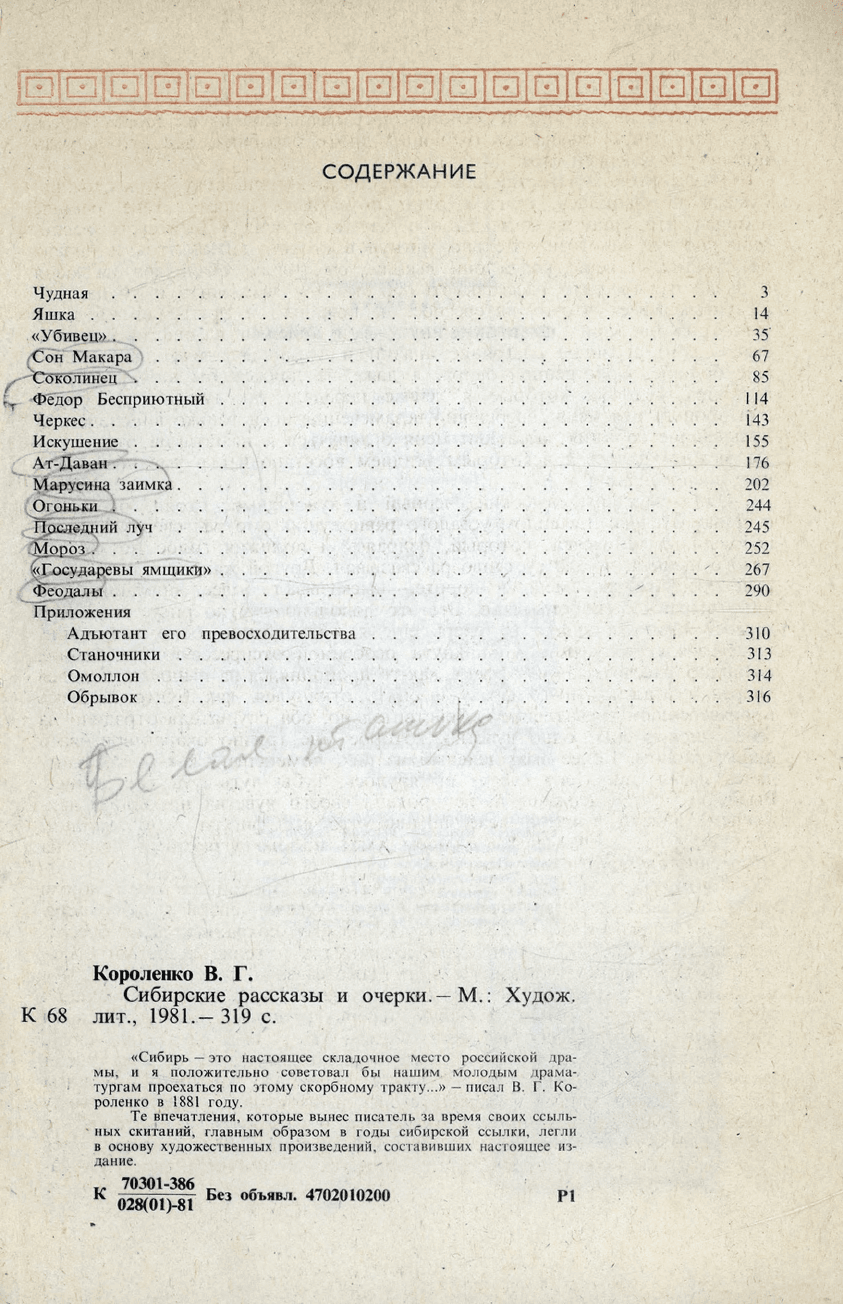 СОДЕРЖАНИЕ
Чудная . . . . . . . . . . . . . . . . . . . . 3
Яшка . . . . . . . . . . . . . . . . . . . . 14
«Убивец» . . . . . . . . . . . . . . . . . . . . 35
Сон Макара . . . . . . . . . . . . . . . . . . . . 67
Соколинец . . . . . . . . . . . . . . . . . . . . 85
Федор Бесприютный . . . . . . . . . . . . . . . . . . . . 114
Черкес . . . . . . . . . . . . . . . . . . . . 143
Искушение . . . . . . . . . . . . . . . . . . . . 155
Ат-Даван . . . . . . . . . . . . . . . . . . . . 176
Марусина заимка . . . . . . . . . . . . . . . . . . . . 202
Огоньки . . . . . . . . . . . . . . . . . . . . 244
Последний луч . . . . . . . . . . . . . . . . . . . . 245
Мороз . . . . . . . . . . . . . . . . . . . . 252
«Государевы ямщики» . . . . . . . . . . . . . . . . . . . . 267
Феодалы . . . . . . . . . . . . . . . . . . . . 290
Приложения
Адъютант его превосходительства . . . . . . . . . . . . . . . 310
Станочники . . . . . . . . . . . . . . . . . . . . 313
Омоллон . . . . . . . . . . . . . . . . . . . . 314
Обрывок . . . . . . . . . . . . . . . . . . . . 316
Короленко В. Г.
Сибирские рассказы и очерки.— М.: Худож.
К 68 лит., 1981.— 319 с.
«Сибирь — это настоящее складочное место российской дра-
мы, и я положительно советовал бы нашим молодым драма-
тургам проехаться по этому скорбному тракту...» — писал В. Г. Ко-
роленко в 1881 году.
Те впечатления, которые вынес писатель за время своих ссыль-
ных скитаний, главным образом в годы сибирской ссылки, легли
в основу художественных произведений, составивших настоящее из-
дание.
70301-386
К Без объявл. 4702010200 Р1
028(01)-81